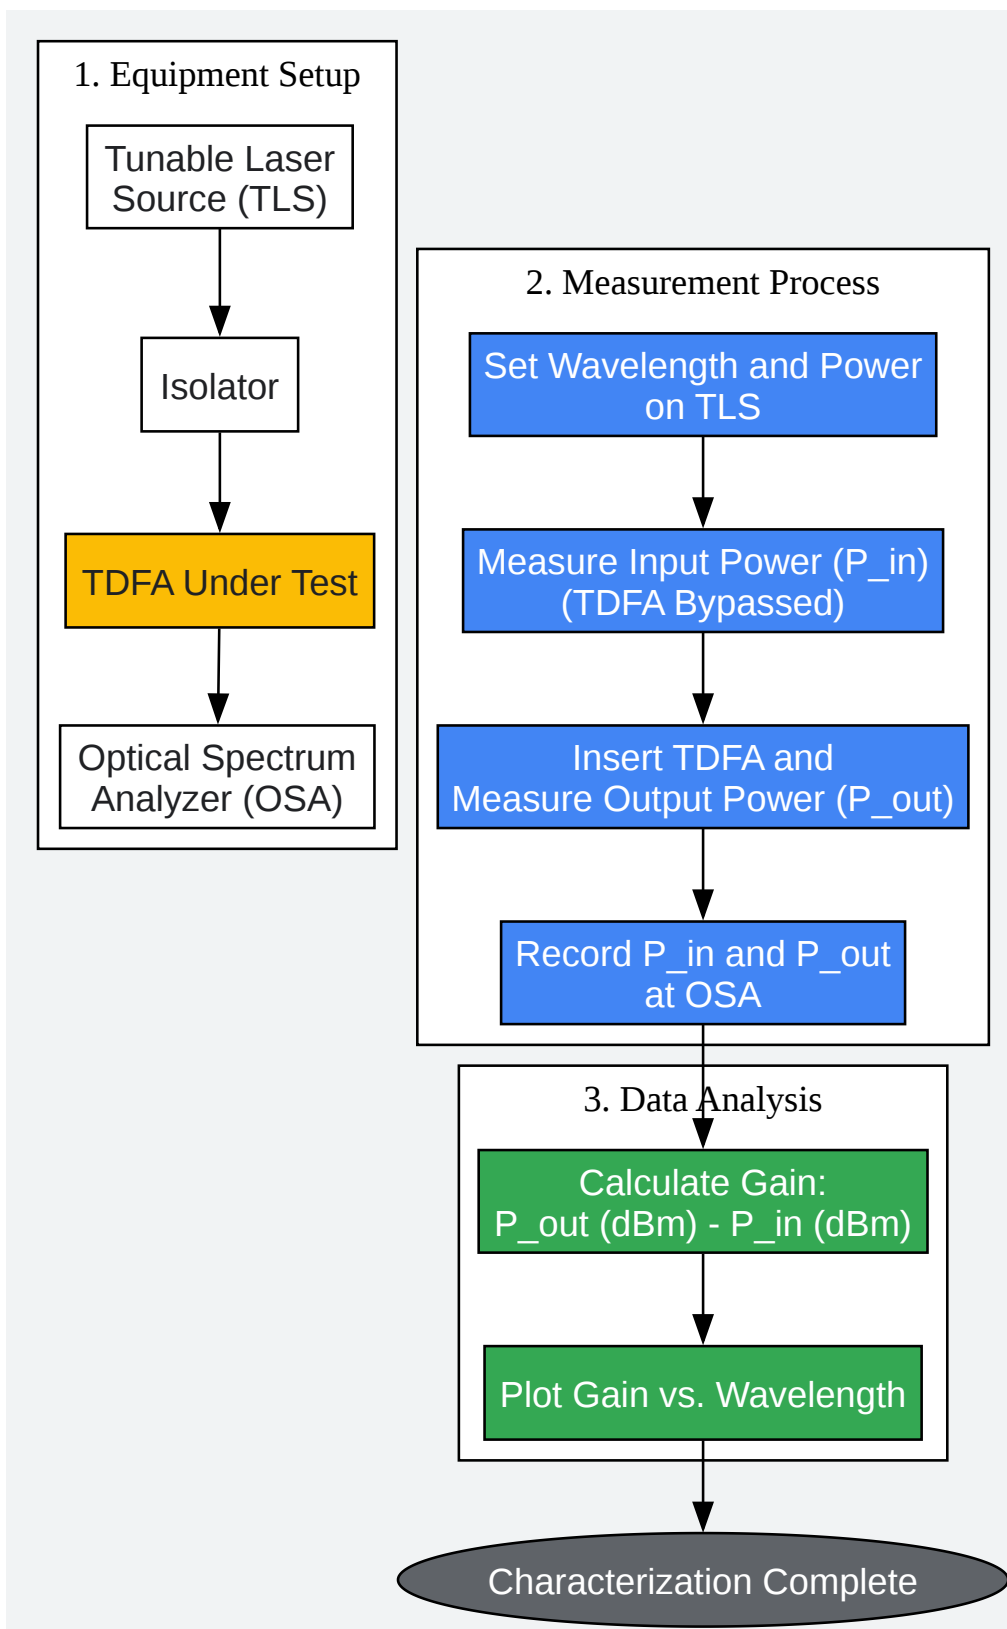 1. Equipment Setup
Tunable Laser
Source (TLS)
Isolator
TDFA Under Test
Optical Spectrum
Analyzer (OSA)
2. Measurement Process
Set Wavelength and Power
on TLS
Measure Input Power (P_in)
(TDFA Bypassed)
Insert TDFA and
Measure Output Power (P_out)
Record P_in and P_out
at OSA
3. Data Analysis
Calculate Gain:
P_out (dBm) - P_in (dBm)
Plot Gain vs. Wavelength
Characterization Complete